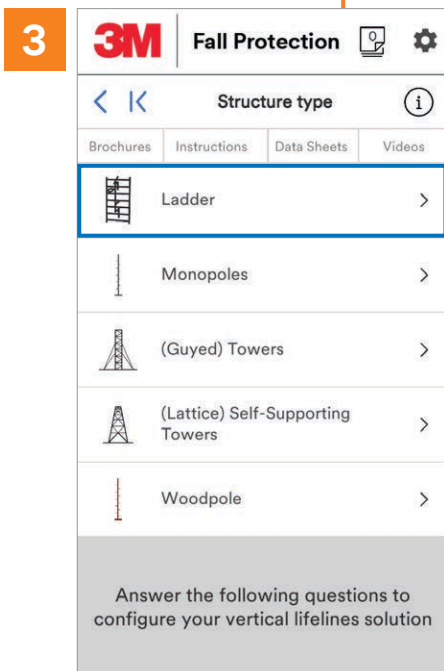 3
3M Fall Protection 0
Structure type i
Brochures Instructions Data Sheets Videos
Ladder
Monopoles
(Guyed) Towers
(Lattice) Self-Supporting
Towers
Woodpole
Answer the following questions to
configure your vertical lifelines solution